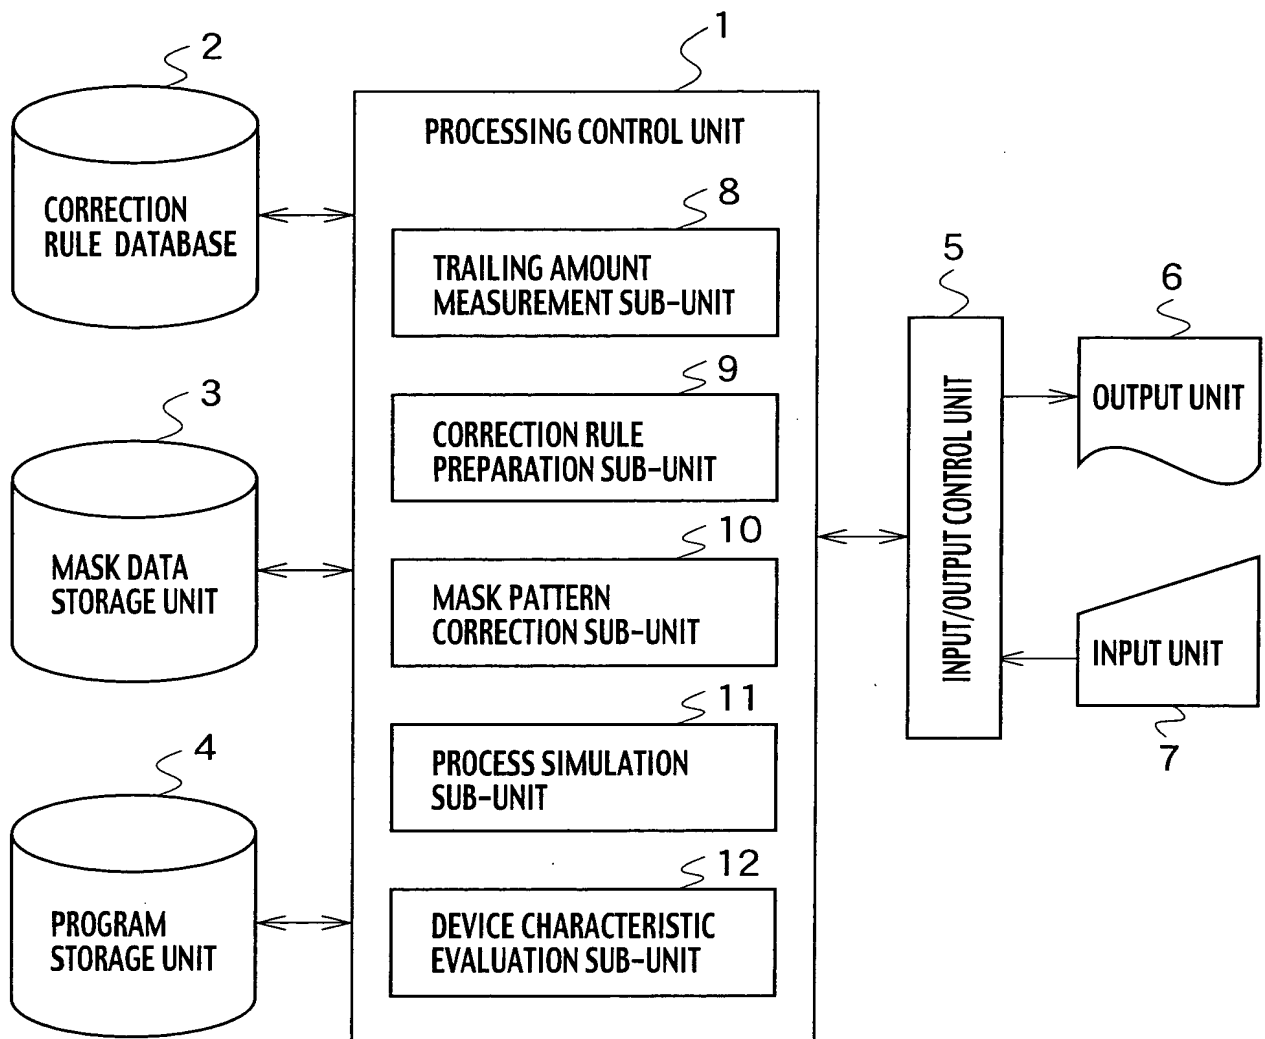 1
PROCESSING CONTROL UNIT
2
CORRECTION
RULE DATABASE
3
MASK DATA
STORAGE UNIT
4
PROGRAM
STORAGE UNIT
8
TRAILING AMOUNT
MEASUREMENT SUB-UNIT
9
CORRECTION RULE
PREPARATION SUB-UNIT
10
MASK PATTERN
CORRECTION SUB-UNIT
11
PROCESS SIMULATION
SUB-UNIT
12
DEVICE CHARACTERISTIC
EVALUATION SUB-UNIT
5
INPUT/OUTPUT CONTROL UNIT
6
OUTPUT UNIT
INPUT UNIT
7